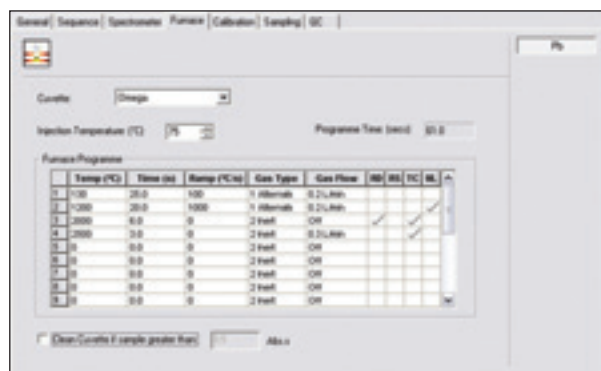 General Sequence Spectrometer Furnace Calibration Sampling QC
Pb
Cuvette: Omega
Injection Temperature (°C): 75 Programme Time (secs): 61.0
Furnace Programme
Temp (°C) Time (s) Ramp (°C/s) Gas Type Gas Flow RD RS TC
1 100 100 1 Alternate 0.2 L/min
2 1200 20.0 1000 1 Alternate 0.2 L/min
3 2000 6.0 0 2 Inert Off
4 2000 3.0 0 2 Inert 0.3 L/min
5 0 0.0 0 2 Inert Off
6 0 0.0 0 2 Inert Off
7 0 0.0 0 2 Inert Off
8 0 0.0 0 2 Inert Off
9 0 0.0 0 2 Inert Off
Clean Cuvette if sample greater than: Abs.s